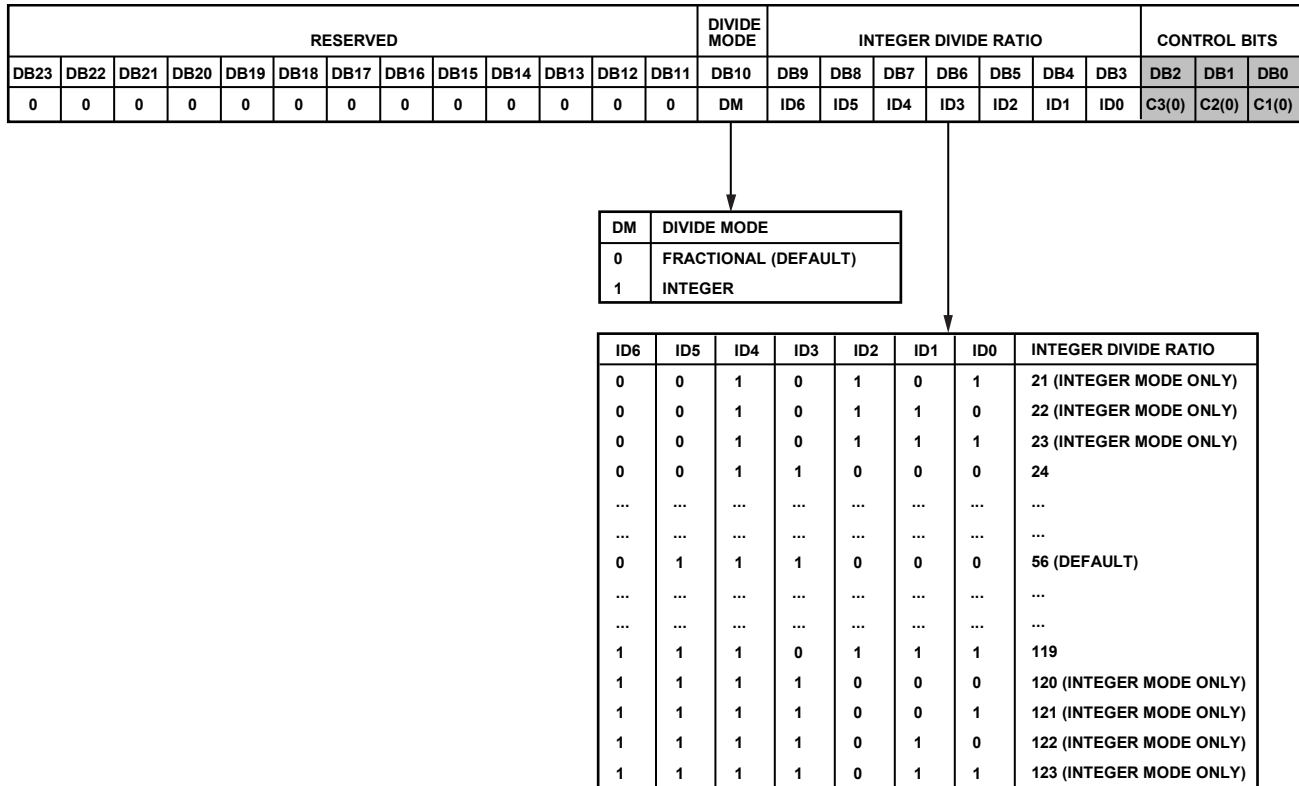 RESERVED DIVIDE MODE INTEGER DIVIDE RATIO CONTROL BITS
DB23 DB22 DB21 DB20 DB19 DB18 DB17 DB16 DB15 DB14 DB13 DB12 DB11 DB10 DB9 DB8 DB7 DB6 DB5 DB4 DB3 DB2 DB1 DB0
0 0 0 0 0 0 0 0 0 0 0 0 0 DM ID6 ID5 ID4 ID3 ID2 ID1 ID0 C3(0) C2(0) C1(0)
DM DIVIDE MODE
0 FRACTIONAL (DEFAULT)
1 INTEGER
ID6 ID5 ID4 ID3 ID2 ID1 ID0 INTEGER DIVIDE RATIO
0 0 1 0 1 0 1 21 (INTEGER MODE ONLY)
0 0 1 0 1 1 0 22 (INTEGER MODE ONLY)
0 0 1 0 1 1 1 23 (INTEGER MODE ONLY)
0 0 1 1 0 0 0 24
... ... ... ... ... ... ... ...
... ... ... ... ... ... ... ...
0 1 1 1 0 0 0 56 (DEFAULT)
... ... ... ... ... ... ... ...
... ... ... ... ... ... ... ...
1 1 1 0 1 1 1 119
1 1 1 1 0 0 0 120 (INTEGER MODE ONLY)
1 1 1 1 0 0 1 121 (INTEGER MODE ONLY)
1 1 1 1 0 1 0 122 (INTEGER MODE ONLY)
1 1 1 1 0 1 1 123 (INTEGER MODE ONLY)